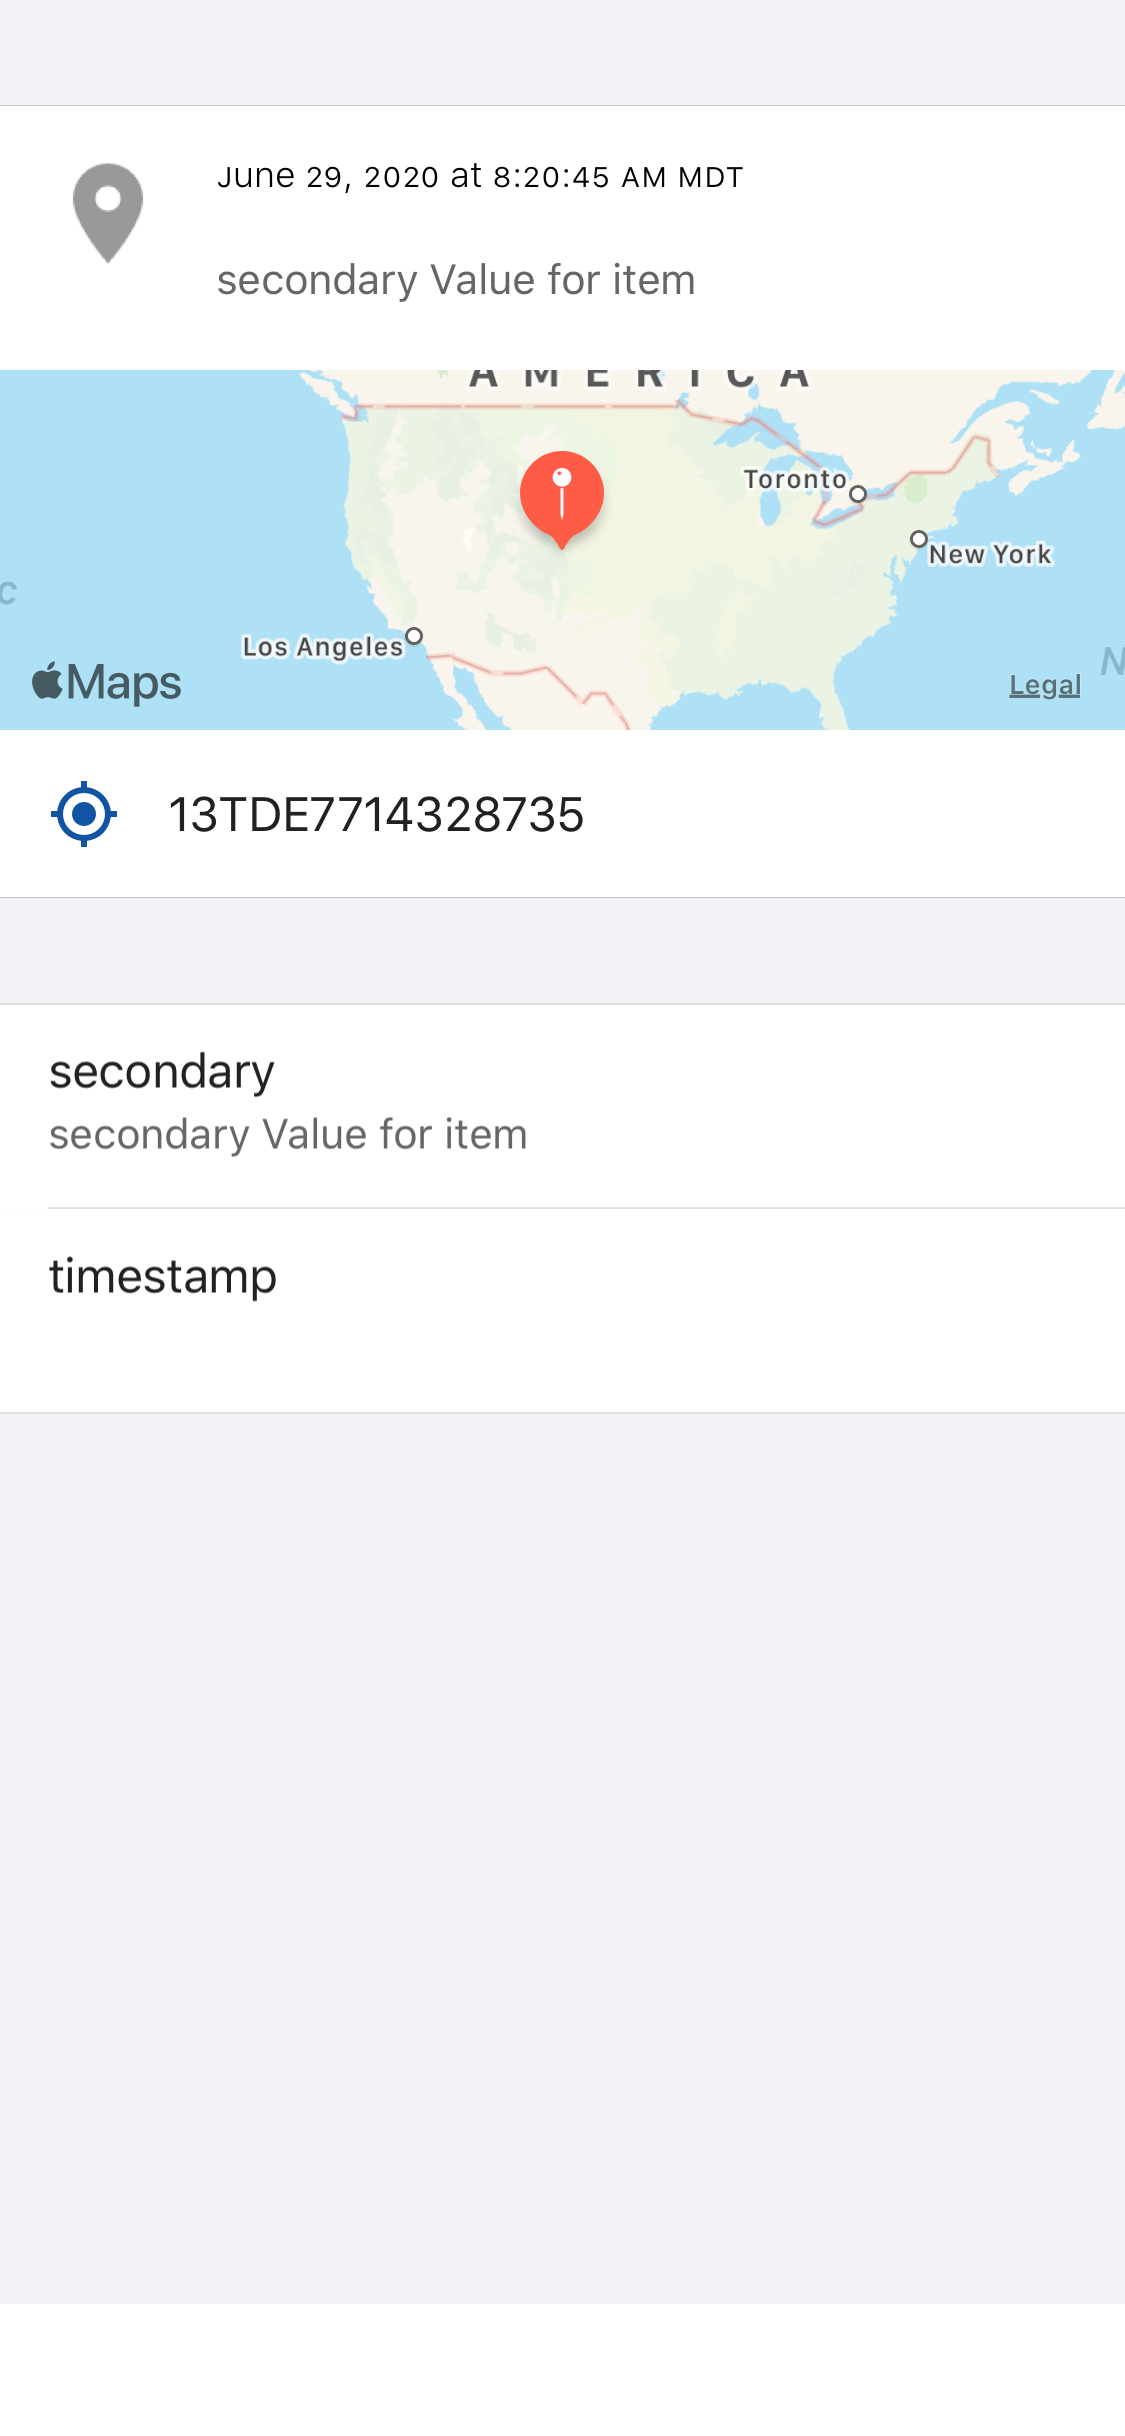 June 29, 2020 at 8:20:45 AM MDT
secondary Value for item
AMERICA
Toronto
New York
C
Los Angeles
N
Maps
Legal
13TDE7714328735
secondary
secondary Value for item
timestamp